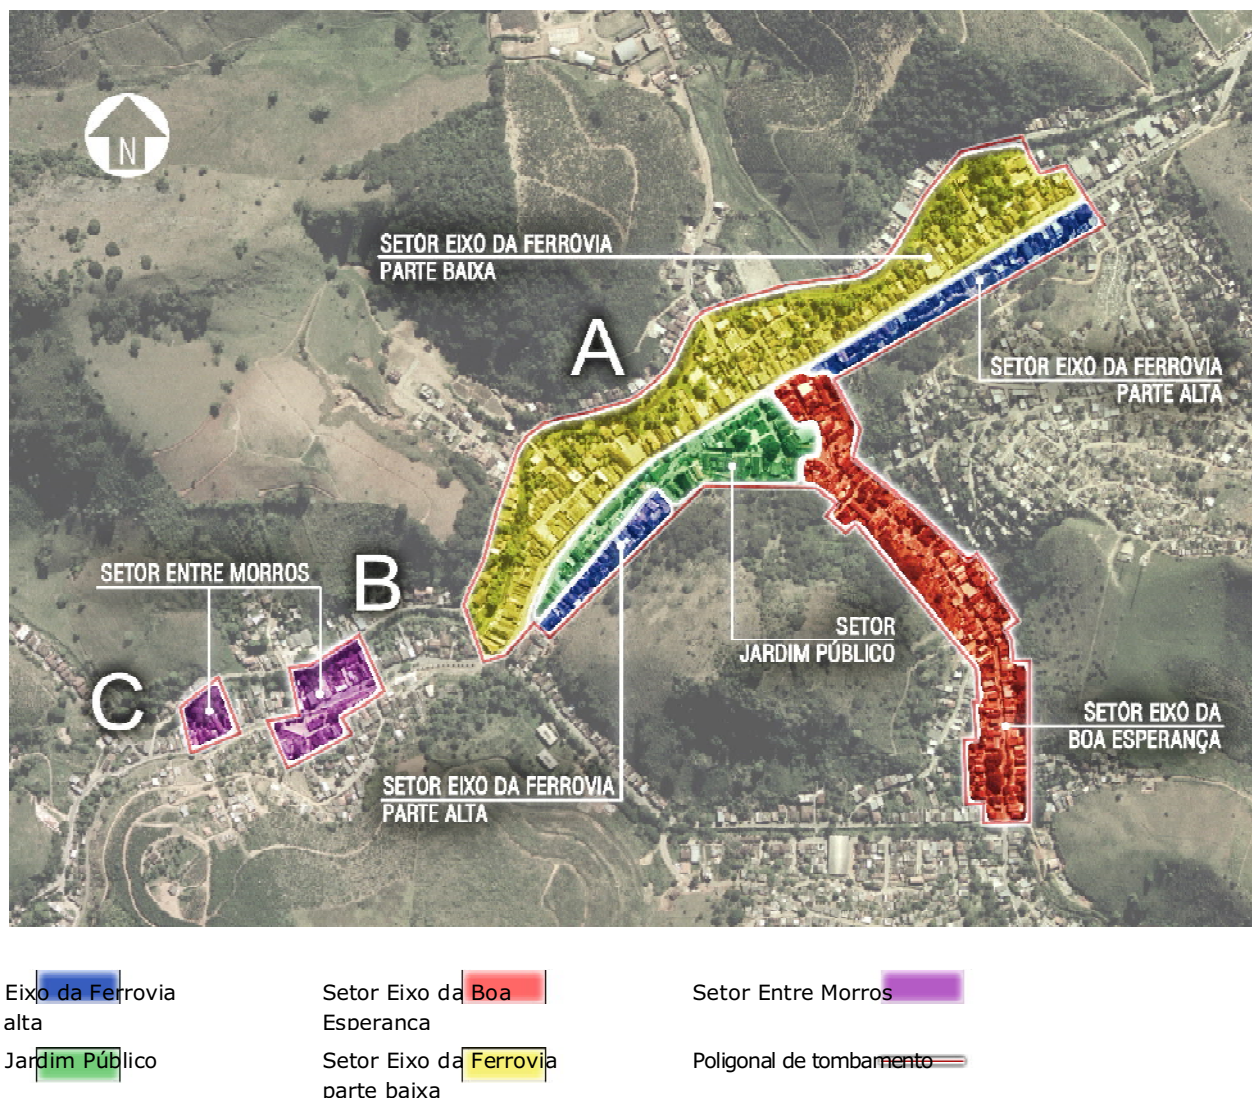 N
SETOR EIXO DA FERROVIA
PARTE BAIXA
A
SETOR EIXO DA FERROVIA
PARTE ALTA
SETOR ENTRE MORROS
B
SETOR
JARDIM PÚBLICO
C
SETOR EIXO DA
BOA ESPERANÇA
SETOR EIXO DA FERROVIA
PARTE ALTA
Eixo da Ferrovia
alta
Setor Eixo da Boa
Esperança
Setor Entre Morros
Jardim Público
Setor Eixo da Ferrovia
parte baixa
Poligonal de tombamento